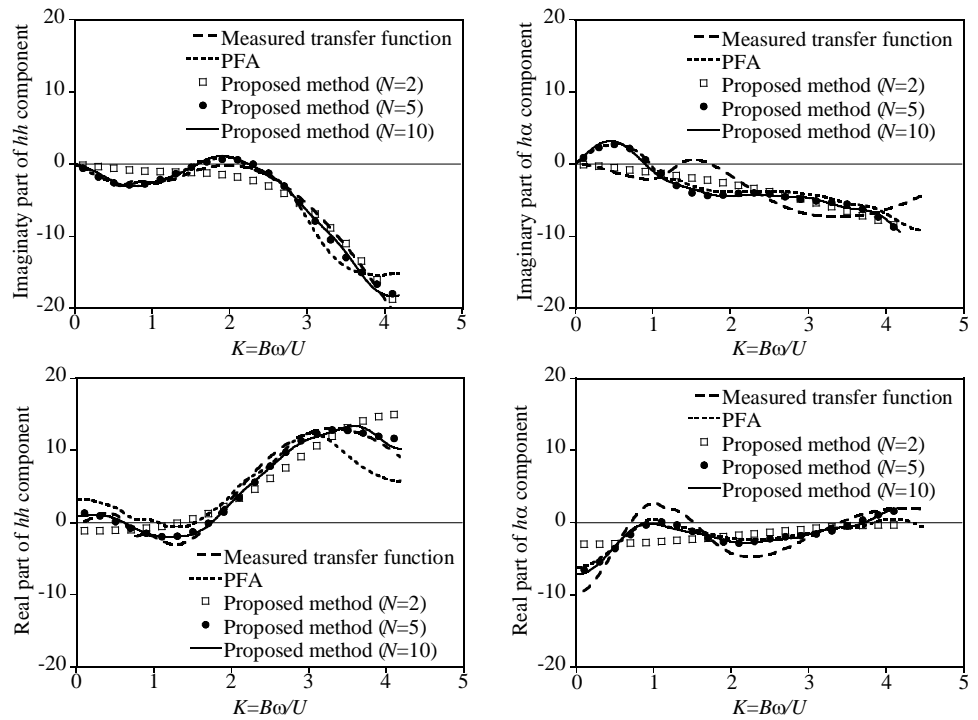 20
10
0
-10
-20
Imaginaty part of hh component
Measured transfer function
PFA
Proposed method (N=2)
Proposed method (N=5)
Proposed method (N=10)
0 1 2 3 4 5
K=Bω/U
20
10
0
-10
-20
Imaginary part of hα component
Measured transfer function
PFA
Proposed method (N=2)
Proposed method (N=5)
Proposed method (N=10)
0 1 2 3 4 5
K=Bω/U
20
10
0
-10
-20
Real part of hh component
Measured transfer function
PFA
Proposed method (N=2)
Proposed method (N=5)
Proposed method (N=10)
0 1 2 3 4 5
K=Bω/U
20
10
0
-10
-20
Real part of hα component
Measured transfer function
PFA
Proposed method (N=2)
Proposed method (N=5)
Proposed method (N=10)
0 1 2 3 4 5
K=Bω/U